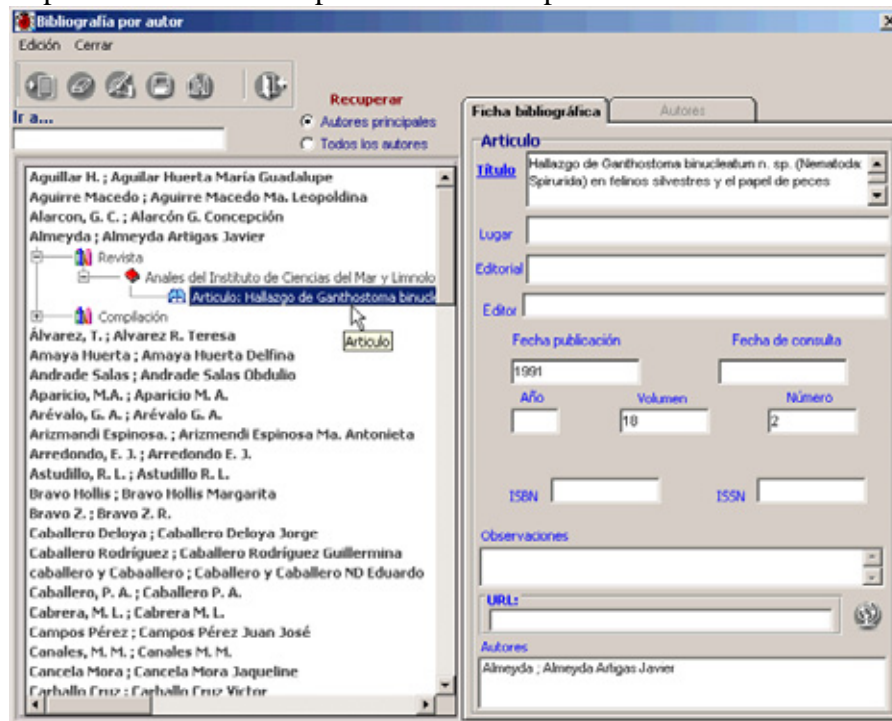 Bibliografía por autor
Edición Cerrar
Recuperar
Ir a...
Autores principales
Todos los autores
Aguillar H. ; Aguilar Huerta María Guadalupe
Aguirre Macedo ; Aguirre Macedo Ma. Leopoldina
Alarcon, G. C. ; Alarcón G. Concepción
Almeyda ; Almeyda Artigas Javier
Revista
Anales del Instituto de Ciencias del Mar y Limnolo
Articulo: Hallazgo de Ganthostoma binucle
Compilación
Articulo
Álvarez, T. ; Alvarez R. Teresa
Amaya Huerta ; Amaya Huerta Delfina
Andrade Salas ; Andrade Salas Obdulio
Aparicio, M.A. ; Aparicio M. A.
Arévalo, G. A. ; Arévalo G. A.
Arizmandi Espinosa. ; Arizmendi Espinosa Ma. Antonieta
Arredondo, E. J. ; Arredondo E. J.
Astudillo, R. L. ; Astudillo R. L.
Bravo Hollis ; Bravo Hollis Margarita
Bravo Z. ; Bravo Z. R.
Caballero Deloya ; Caballero Deloya Jorge
Caballero Rodríguez ; Caballero Rodríguez Guillermina
caballero y Cabaallero ; Caballero y Caballero ND Eduardo
Caballero, P. A. ; Caballero P. A.
Cabrera, M. L. ; Cabrera M. L.
Campos Pérez ; Campos Pérez Juan José
Canales, M. M. ; Canales M. M.
Cancela Mora ; Cancela Mora Jaqueline
Carballo Cruz ; Carballo Cruz Victor
Ficha bibliográfica
Autores
Articulo
Título
Hallazgo de Ganthostoma binucleatum n. sp. (Nematoda:
Spirurida) en felinos silvestres y el papel de peces
Lugar
Editorial
Editor
Fecha publicación Fecha de consulta
1991
Año Volumen Número
18 2
ISBN ISSN
Observaciones
URL:
Autores
Almeyda ; Almeyda Artigas Javier